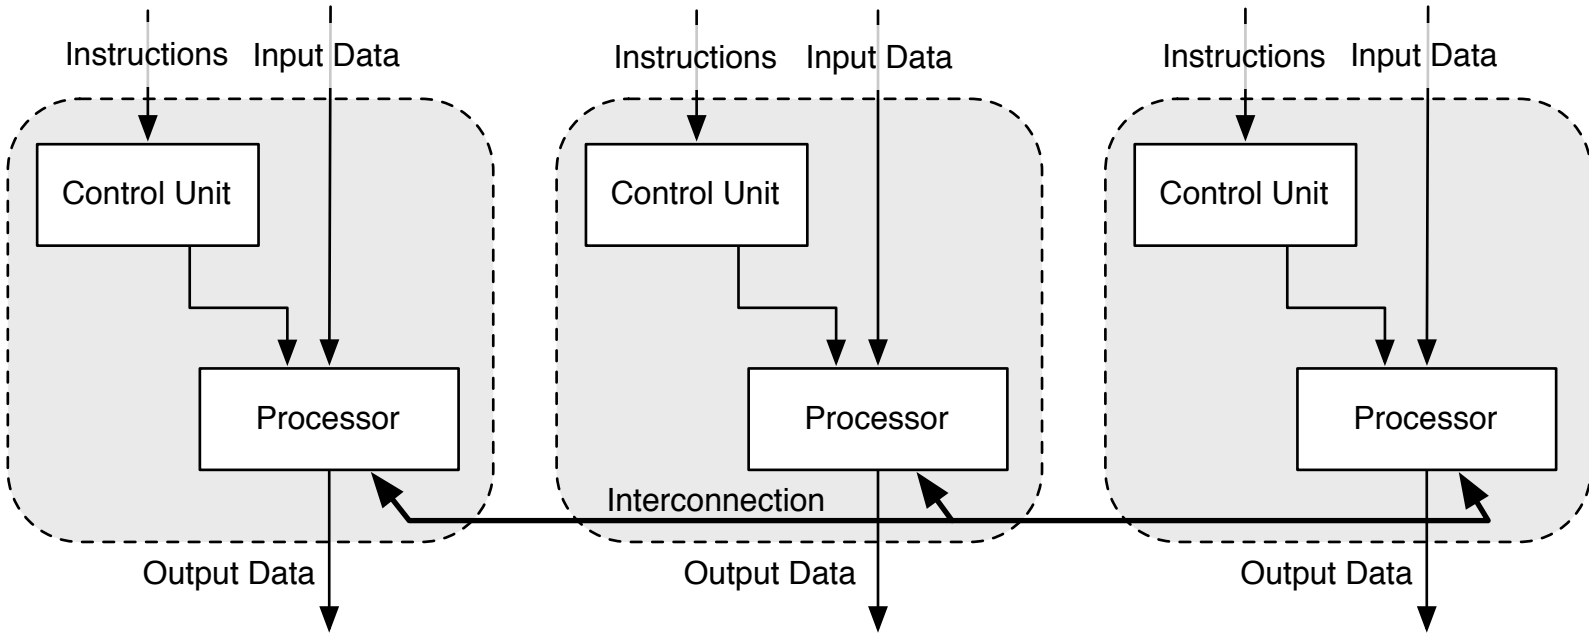 Instructions Input Data
Instructions Input Data
Instructions Input Data
Control Unit
Control Unit
Control Unit
Processor
Processor
Processor
Interconnection
Output Data
Output Data
Output Data